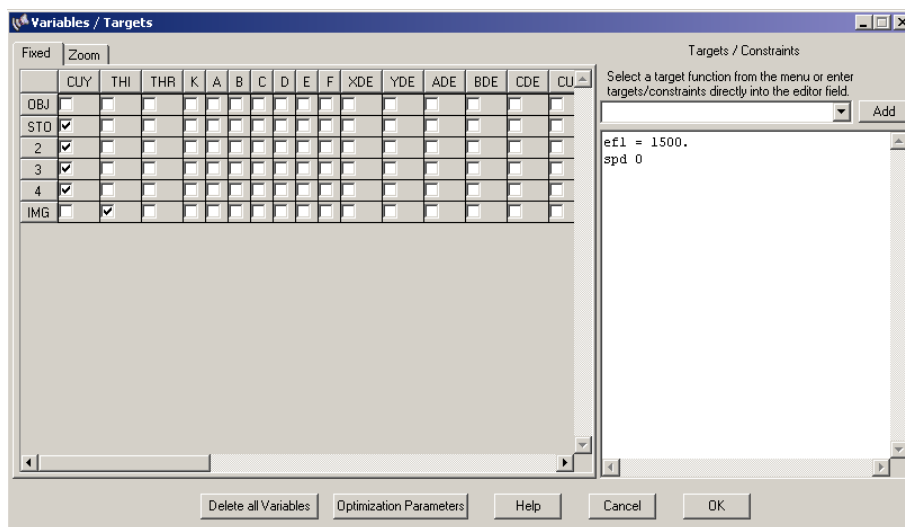 Variables / Targets
Fixed Zoom
CUY THI THR K A B C D E F XDE YDE ADE BDE CDE CU
OBJ
STO
2
3
4
IMG
Targets / Constraints
Select a target function from the menu or enter
targets/constraints directly into the editor field.
Add
efl = 1500.
spd 0
Delete all Variables Optimization Parameters Help Cancel OK